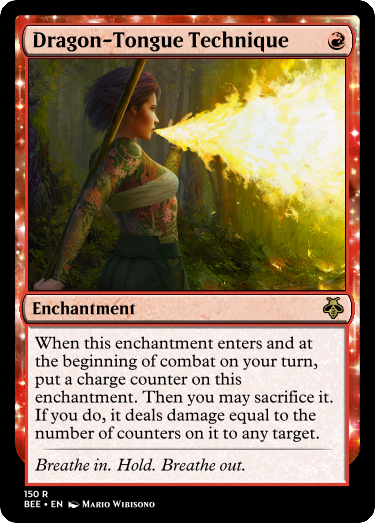 Dragon-Tongue Technique
Enchantment
When this enchantment enters and at
the beginning of combat on your turn,
put a charge counter on this
enchantment. Then you may sacrifice it.
If you do, it deals damage equal to the
number of counters on it to any target.
Breathe in. Hold. Breathe out.
150 R
BEE • EN Mario Wibisono